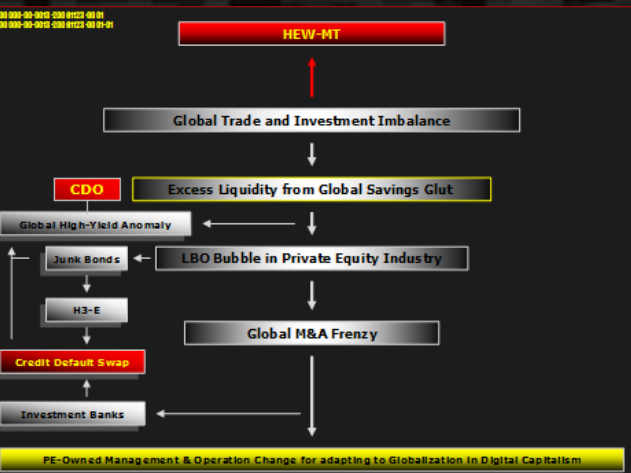 HEW-MT
Global Trade and Investment Imbalance
CDO
Excess Liquidity from Global Savings Glut
Global High-Yield Anomaly
Junk Bonds
LBO Bubble in Private Equity Industry
H3-E
Global M&A Frenzy
Credit Default Swap
Investment Banks
PE-Owned Management & Operation Change for adapting to Globalization in Digital Capitalism